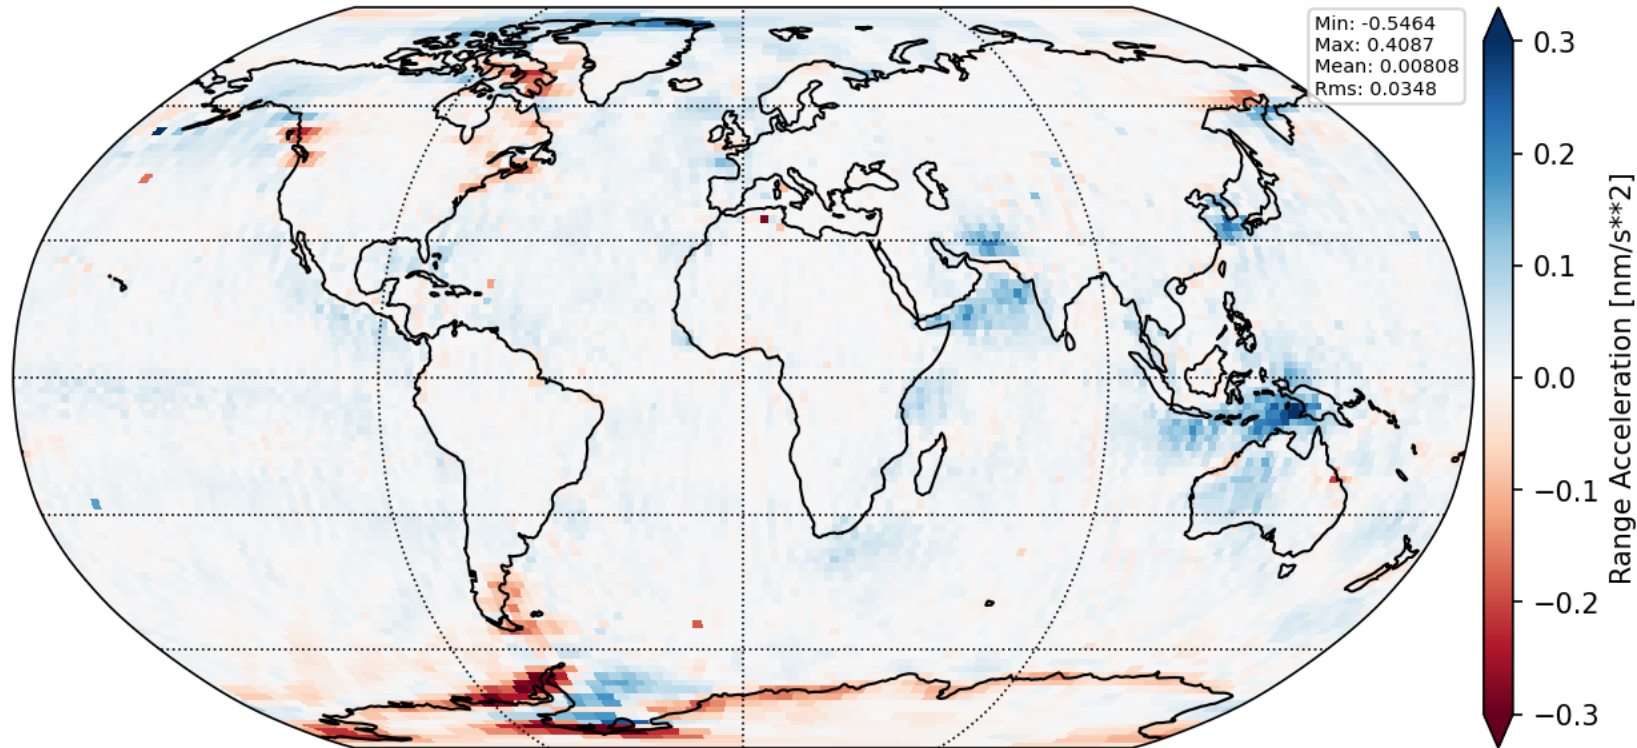 Min: -0.5464
Max: 0.4087
Mean: 0.00808
Rms: 0.0348
0.3
0.2
0.1
0.0
−0.1
−0.2
−0.3
Range Acceleration [nm/s**2]